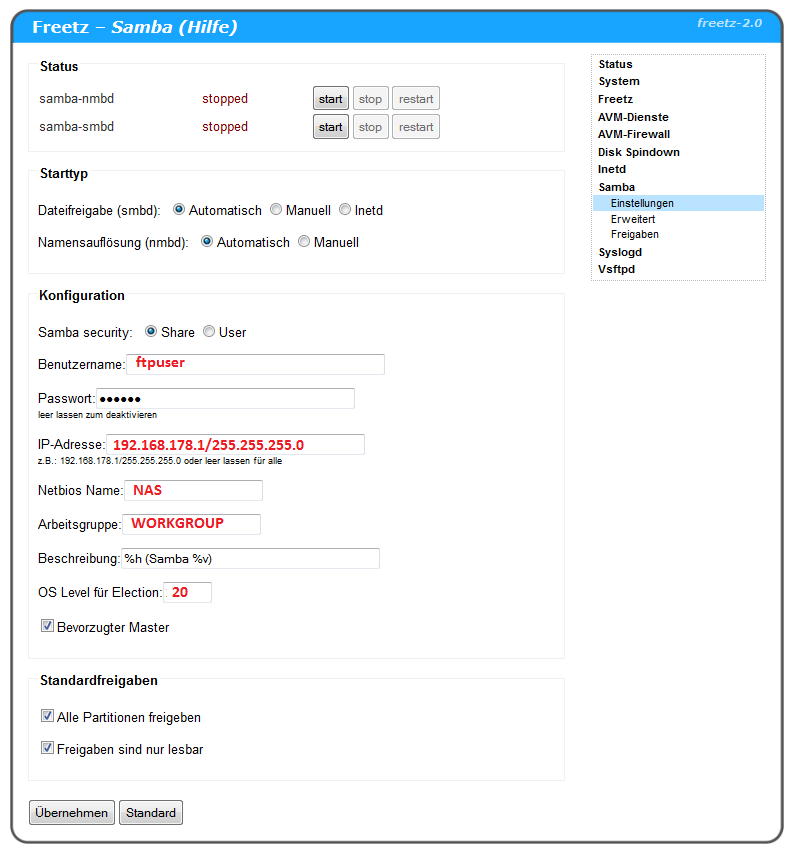 Freetz – Samba (Hilfe)
freetz-2.0
Status
samba-nmbd stopped start stop restart
samba-smbd stopped start stop restart
Starttyp
Dateifreigabe (smbd): Automatisch Manuell Inetd
Namensauflösung (nmbd): Automatisch Manuell
Konfiguration
Samba security: Share User
Benutzername: ftpuser
Passwort: ●●●●●●
leer lassen zum deaktivieren
IP-Adresse: 192.168.178.1/255.255.255.0
z.B.: 192.168.178.1/255.255.255.0 oder leer lassen für alle
Netbios Name: NAS
Arbeitsgruppe: WORKGROUP
Beschreibung: %h (Samba %v)
OS Level für Election: 20
Bevorzugter Master
Standardfreigaben
Alle Partitionen freigeben
Freigaben sind nur lesbar
Übernehmen Standard
Status
System
Freetz
AVM-Dienste
AVM-Firewall
Disk Spindown
Inetd
Samba
Einstellungen
Erweitert
Freigaben
Syslogd
Vsftpd